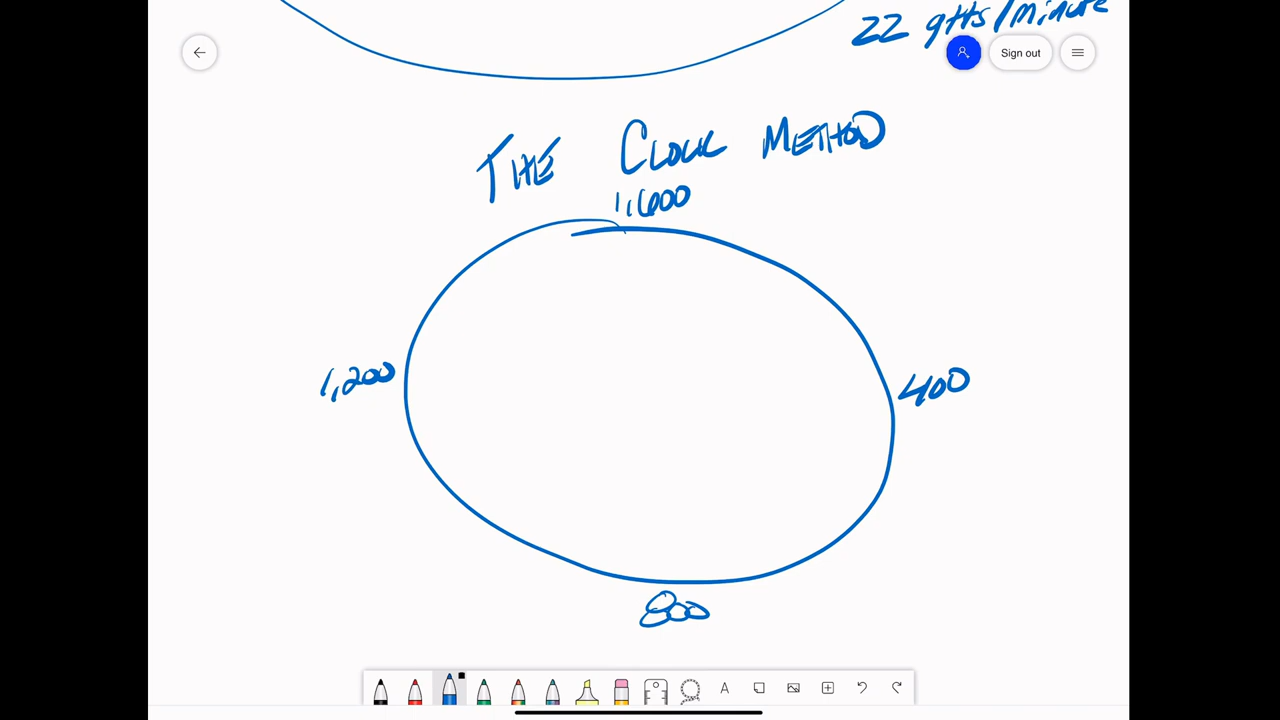 22 gtts/minute
Sign out
THE CLOCK METHOD
1,600
1,200
400
800
A